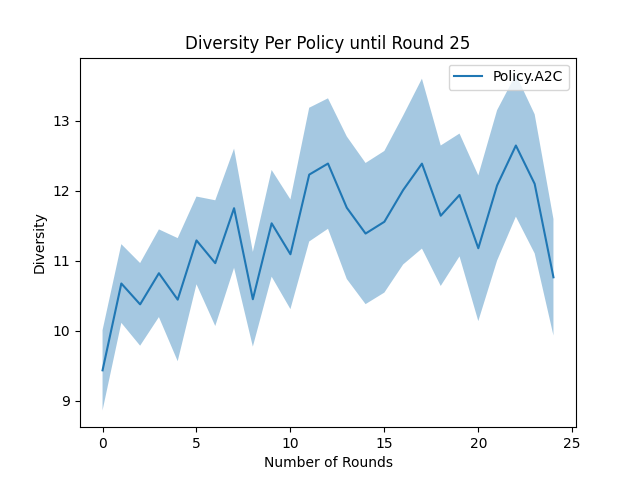 Diversity Per Policy until Round 25
Policy.A2C
13
12
11
10
9
Diversity
0 5 10 15 20 25
Number of Rounds